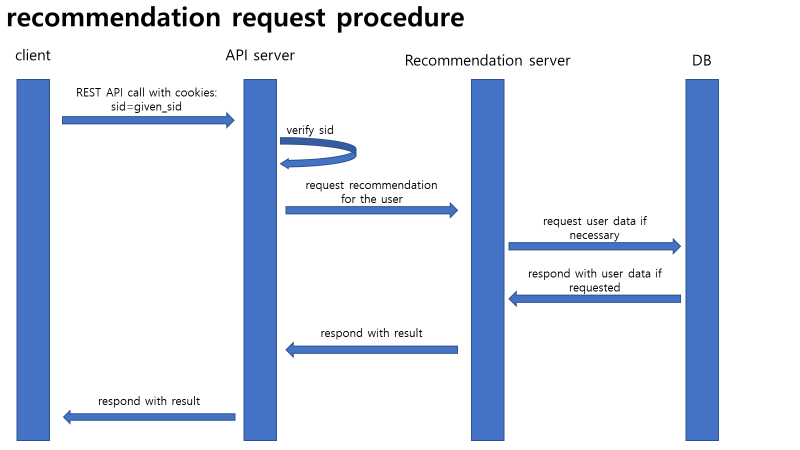 recommendation request procedure
client
API server
Recommendation server
DB
REST API call with cookies:
sid=given_sid
verify sid
request recommendation
for the user
request user data if
necessary
respond with user data if
requested
respond with result
respond with result